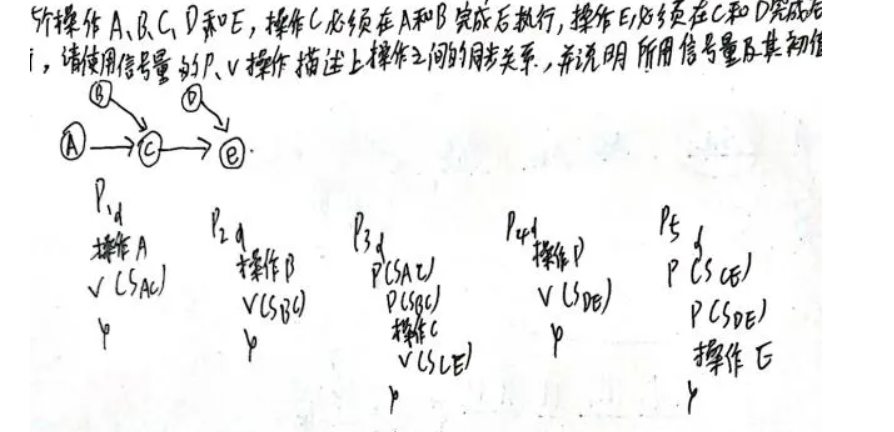 5个操作A、B、C、D和E,操作C必须在A和B完成后执行,操作E必须在C和D完成后
,请使用信号量的P、V操作描述上操作之间的同步关系.,并说明所用信号量及其初值
B D
A C E.
P1{ P2{ P3{ P4{ P5{
操作A 操作B P(SAC) 操作D P(SCE)
V(SAC) V(SBC) P(SBC) V(SDE) P(SDE)
} } 操作C } 操作E
V(SCE) }
}